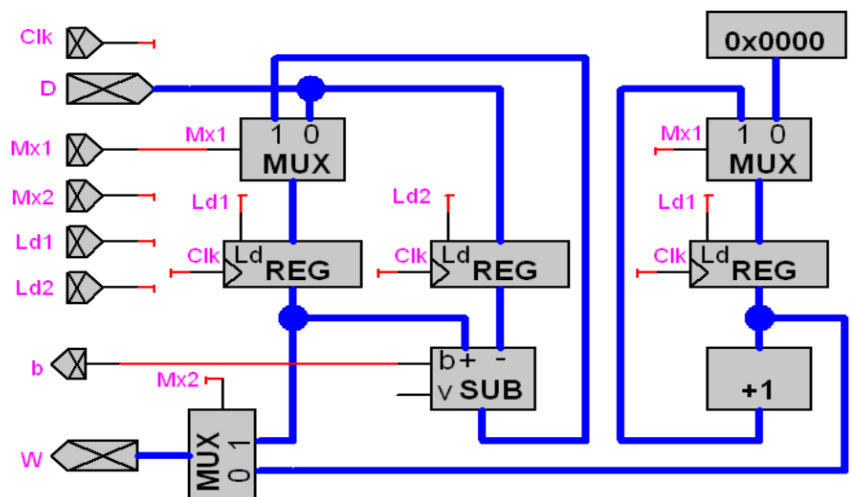 Clk
0x0000
D
1 0
MUX
Mx1
Mx1
1 0
MUX
Mx1
Mx2
Ld1
Ld2
Ld1
Ld1
Clk
Ld
REG
Clk
Ld
REG
Clk
Ld
REG
Ld2
b
b+ -
v SUB
+1
Mx2
W
MUX
0 1